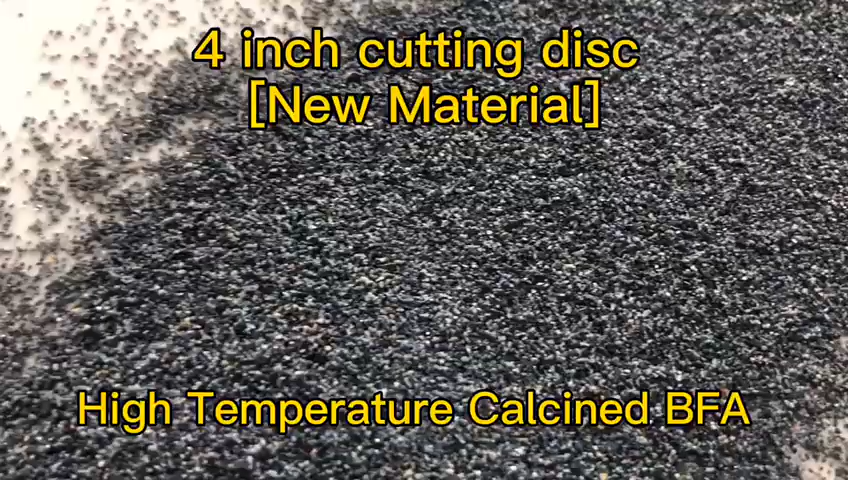 4 inch cutting disc
[New Material]
High Temperature Calcined BFA